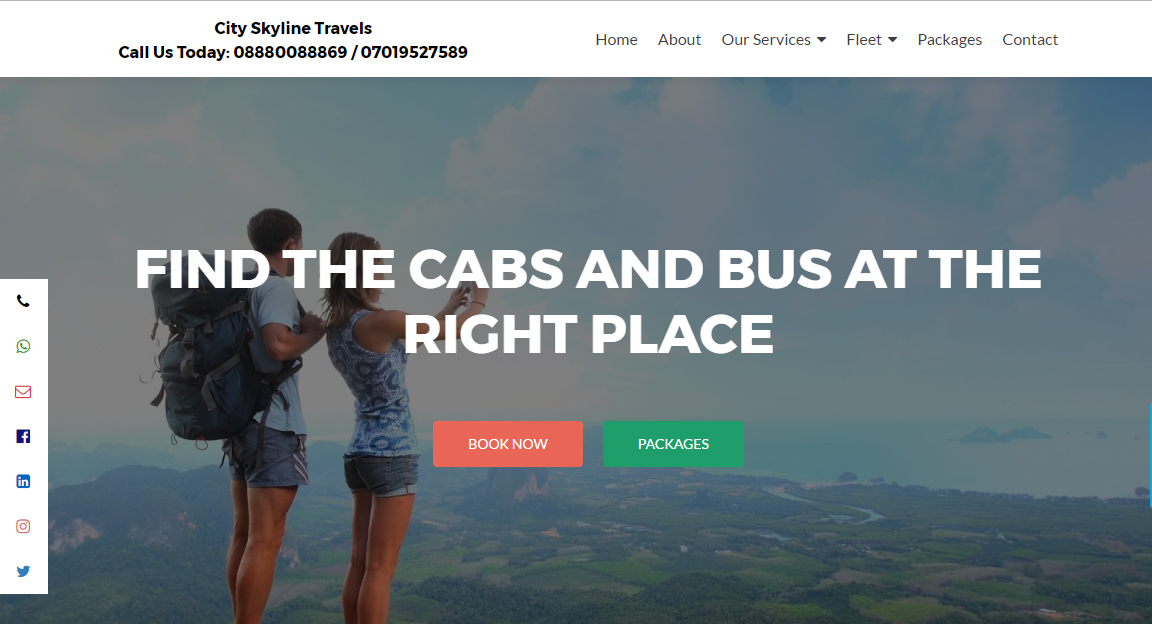 City Skyline Travels
Call Us Today: 08880088869 / 07019527589
Home About Our Services Fleet Packages Contact
FIND THE CABS AND BUS AT THE
RIGHT PLACE
BOOK NOW PACKAGES